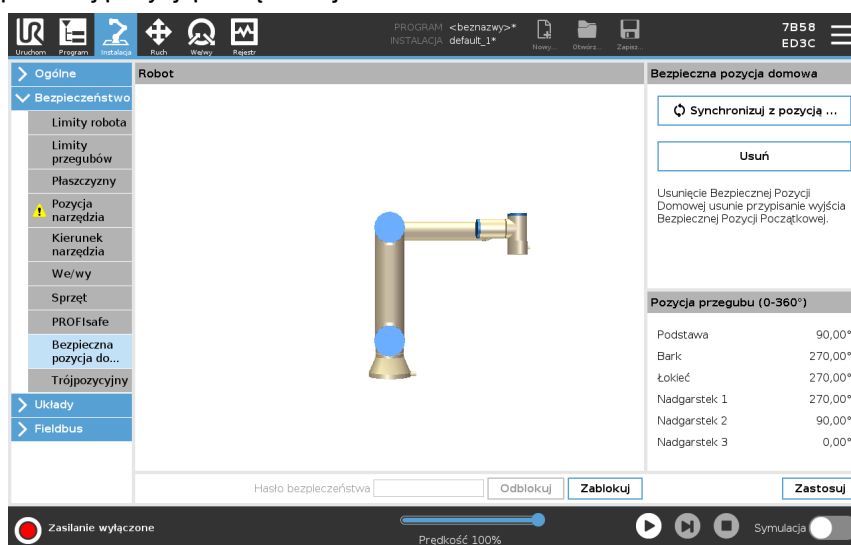 UR
PROGRAM <beznazwy>*
INSTALACJA default_1*
7B58
ED3C
Uruchom Program Instalacja Ruch We/wy Rejestr
Nowy... Otwórz... Zapisz...
Ogólne
Bezpieczeństwo
Limity robota
Limity
przegubów
Płaszczyzny
Pozycja
narzędzia
Kierunek
narzędzia
We/wy
Sprzęt
PROFIsafe
Bezpieczna
pozycja do...
Trójpozycyjny
Układy
Fieldbus
Robot
Bezpieczna pozycja domowa
Synchronizuj z pozycją ...
Usuń
Usunięcie Bezpiecznej Pozycji
Domowej usunie przypisanie wyjścia
Bezpiecznej Pozycji Początkowej.
Pozycja przegubu (0-360°)
Podstawa 90,00°
Bark 270,00°
Łokieć 270,00°
Nadgarstek 1 270,00°
Nadgarstek 2 90,00°
Nadgarstek 3 0,00°
Hasło bezpieczeństwa Odblokuj Zablokuj Zastosuj
Zasilanie wyłączone
Prędkość 100%
Symulacja